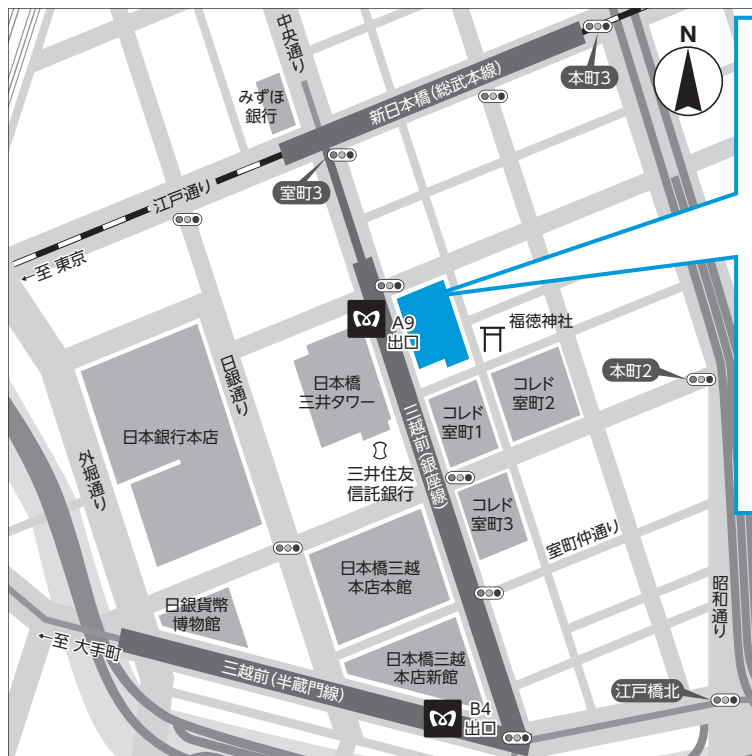 中央通り
N
本町3
みずほ
銀行
新日本橋(総武本線)
室町3
江戸通り
←至 東京
A9
出口
福徳神社
日銀通り
日本橋
三井タワー
本町2
コレド
室町2
コレド
室町1
日本銀行本店
三越前(銀座線)
外堀通り
三井住友
信託銀行
コレド
室町3
室町仲通り
日本橋三越
本店本館
昭和通り
日銀貨幣
博物館
←至 大手町
三越前(半蔵門線)
日本橋三越
本店新館
江戸橋北
B4
出口